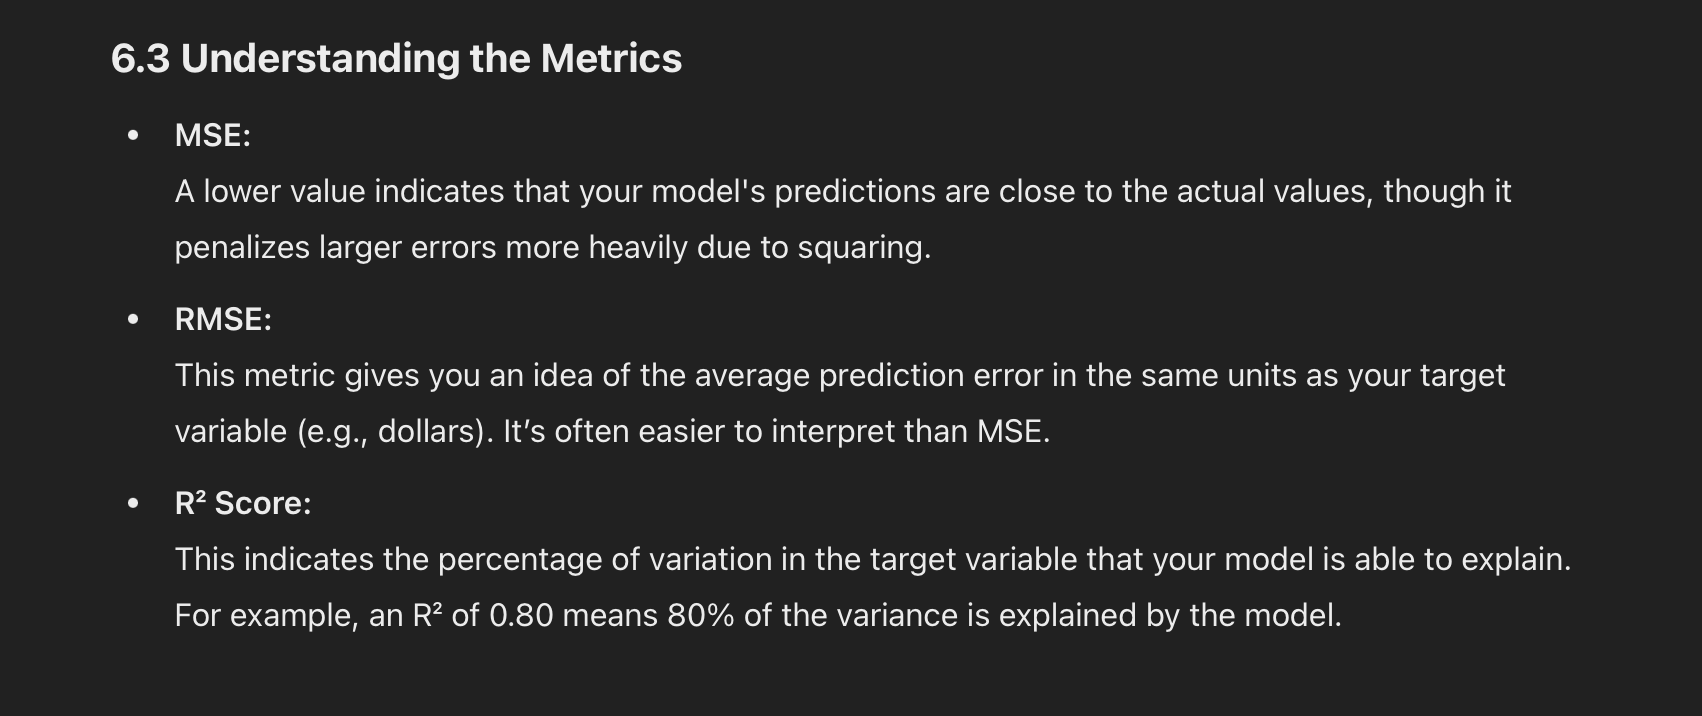 6.3 Understanding the Metrics
• MSE:
A lower value indicates that your model's predictions are close to the actual values, though it
penalizes larger errors more heavily due to squaring.
• RMSE:
This metric gives you an idea of the average prediction error in the same units as your target
variable (e.g., dollars). It’s often easier to interpret than MSE.
• R² Score:
This indicates the percentage of variation in the target variable that your model is able to explain.
For example, an R² of 0.80 means 80% of the variance is explained by the model.